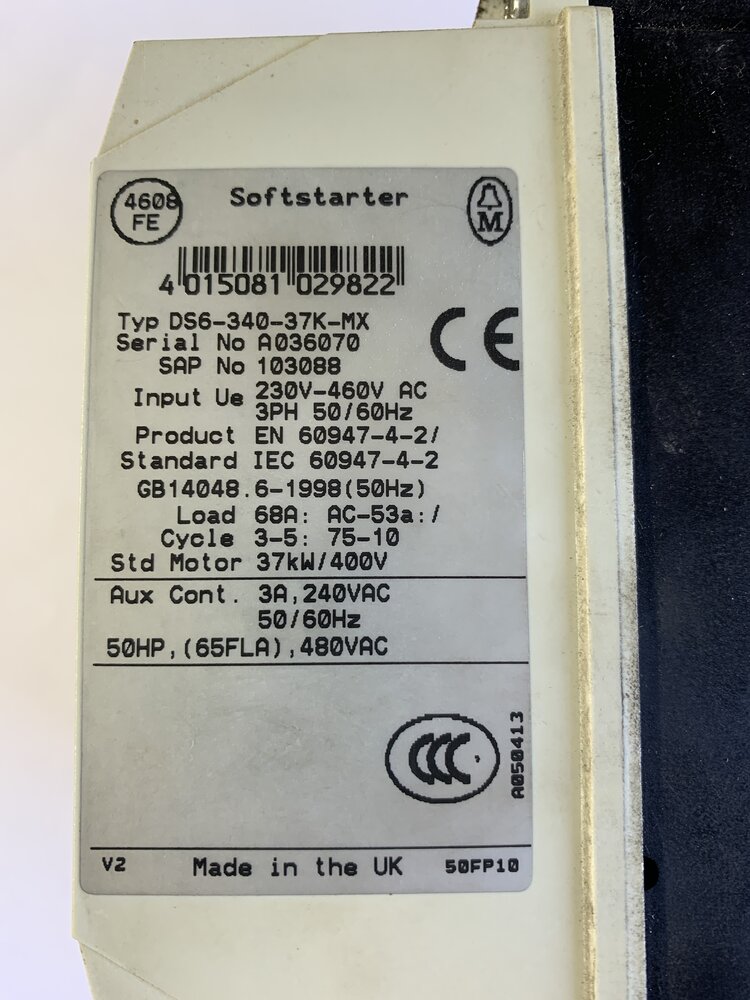 4608
FE
Softstarter
M
4 015081 029822
Typ DS6-340-37K-MX
Serial No A036070
SAP No 103088
CE
Input Ue 230V-460V AC
3PH 50/60Hz
Product EN 60947-4-2/
Standard IEC 60947-4-2
GB14048.6-1998(50Hz)
Load 68A: AC-53a:/
Cycle 3-5: 75-10
Std Motor 37kW/400V
Aux Cont. 3A,240VAC
50/60Hz
50HP,(65FLA),480VAC
CCC
A050413
V2 Made in the UK 50FP10